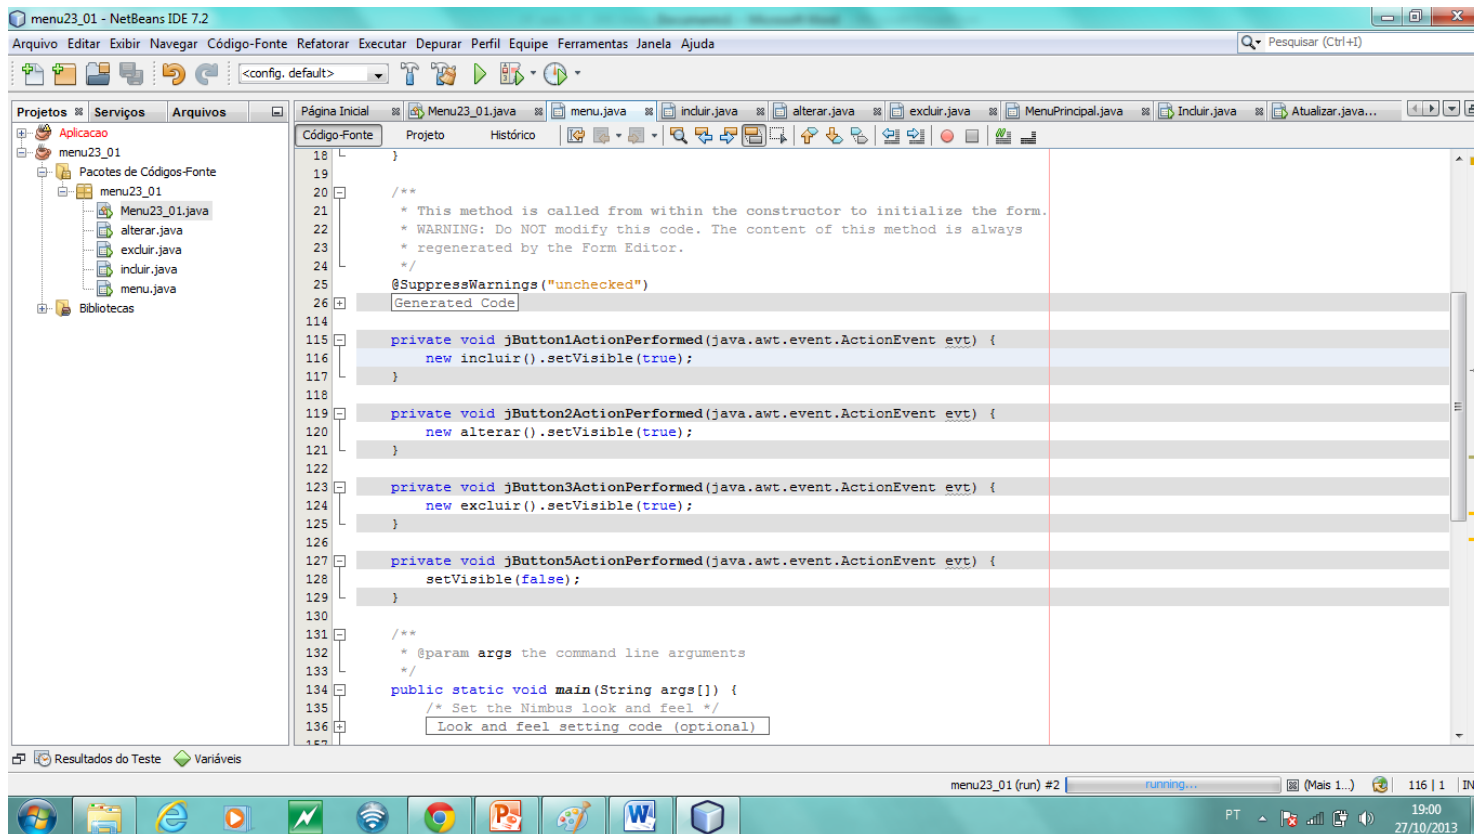 menu23_01 - NetBeans IDE 7.2
Arquivo Editar Exibir Navegar Código-Fonte Refatorar Executar Depurar Perfil Equipe Ferramentas Janela Ajuda
Pesquisar (Ctrl+I)
<config. default>
Projetos Serviços Arquivos
Página Inicial Menu23_01.java menu.java incluir.java alterar.java excluir.java MenuPrincipal.java Incluir.java Atualizar.java...
Código-Fonte Projeto Histórico
Aplicacao
menu23_01
Pacotes de Códigos-Fonte
menu23_01
Menu23_01.java
alterar.java
excluir.java
incluir.java
menu.java
Bibliotecas
18 }
19
20 /**
21 * This method is called from within the constructor to initialize the form.
22 * WARNING: Do NOT modify this code. The content of this method is always
23 * regenerated by the Form Editor.
24 */
25 @SuppressWarnings("unchecked")
26 Generated Code
114
115 private void jButton1ActionPerformed(java.awt.event.ActionEvent evt) {
116 new incluir().setVisible(true);
117 }
118
119 private void jButton2ActionPerformed(java.awt.event.ActionEvent evt) {
120 new alterar().setVisible(true);
121 }
122
123 private void jButton3ActionPerformed(java.awt.event.ActionEvent evt) {
124 new excluir().setVisible(true);
125 }
126
127 private void jButton5ActionPerformed(java.awt.event.ActionEvent evt) {
128 setVisible(false);
129 }
130
131 /**
132 * @param args the command line arguments
133 */
134 public static void main(String args[]) {
135 /* Set the Nimbus look and feel */
136 Look and feel setting code (optional)
Resultados do Teste Variáveis
menu23_01 (run) #2 running... (Mais 1...) 116 | 1 IN
PT 19:00
27/10/2013